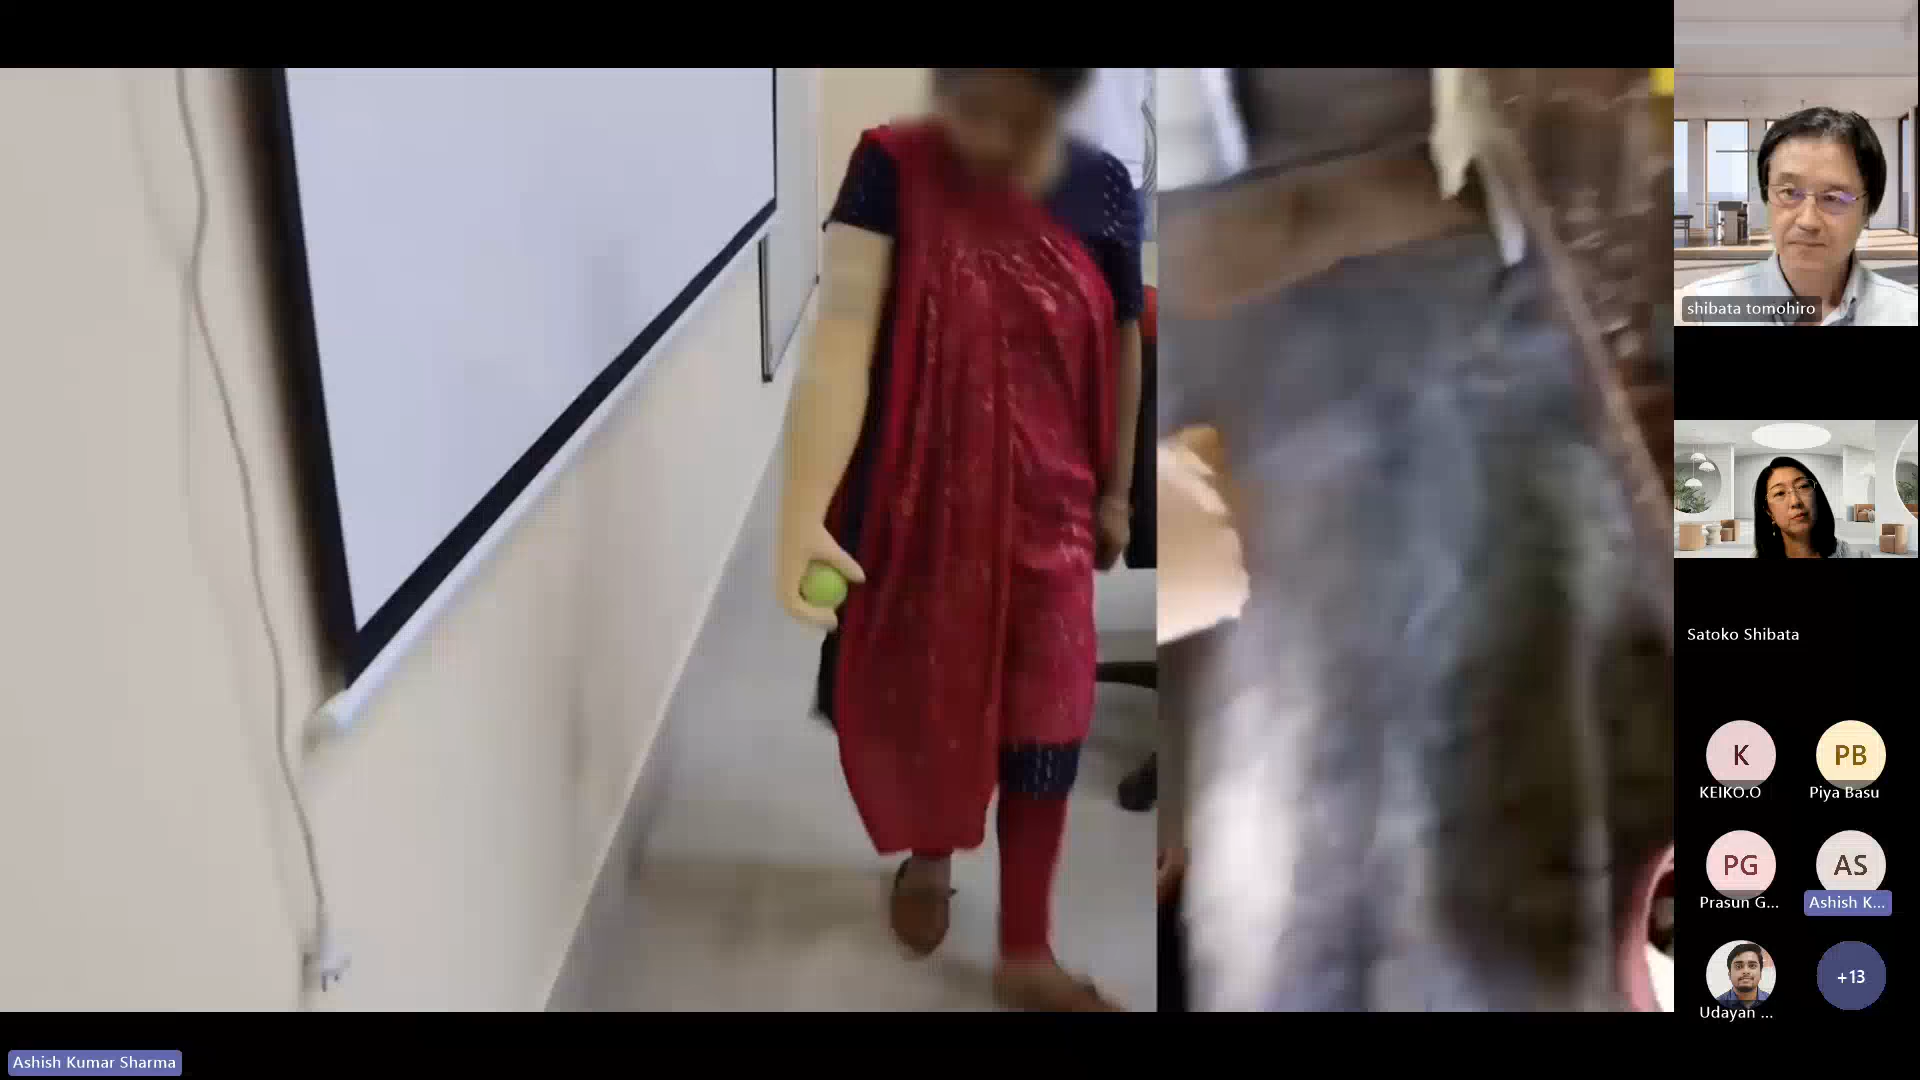 shibata tomohiro
Satoko Shibata
K
PB
KEIKO.O
Piya Basu
PG
AS
Prasun G...
Ashish K...
+13
Udayan ...
Ashish Kumar Sharma